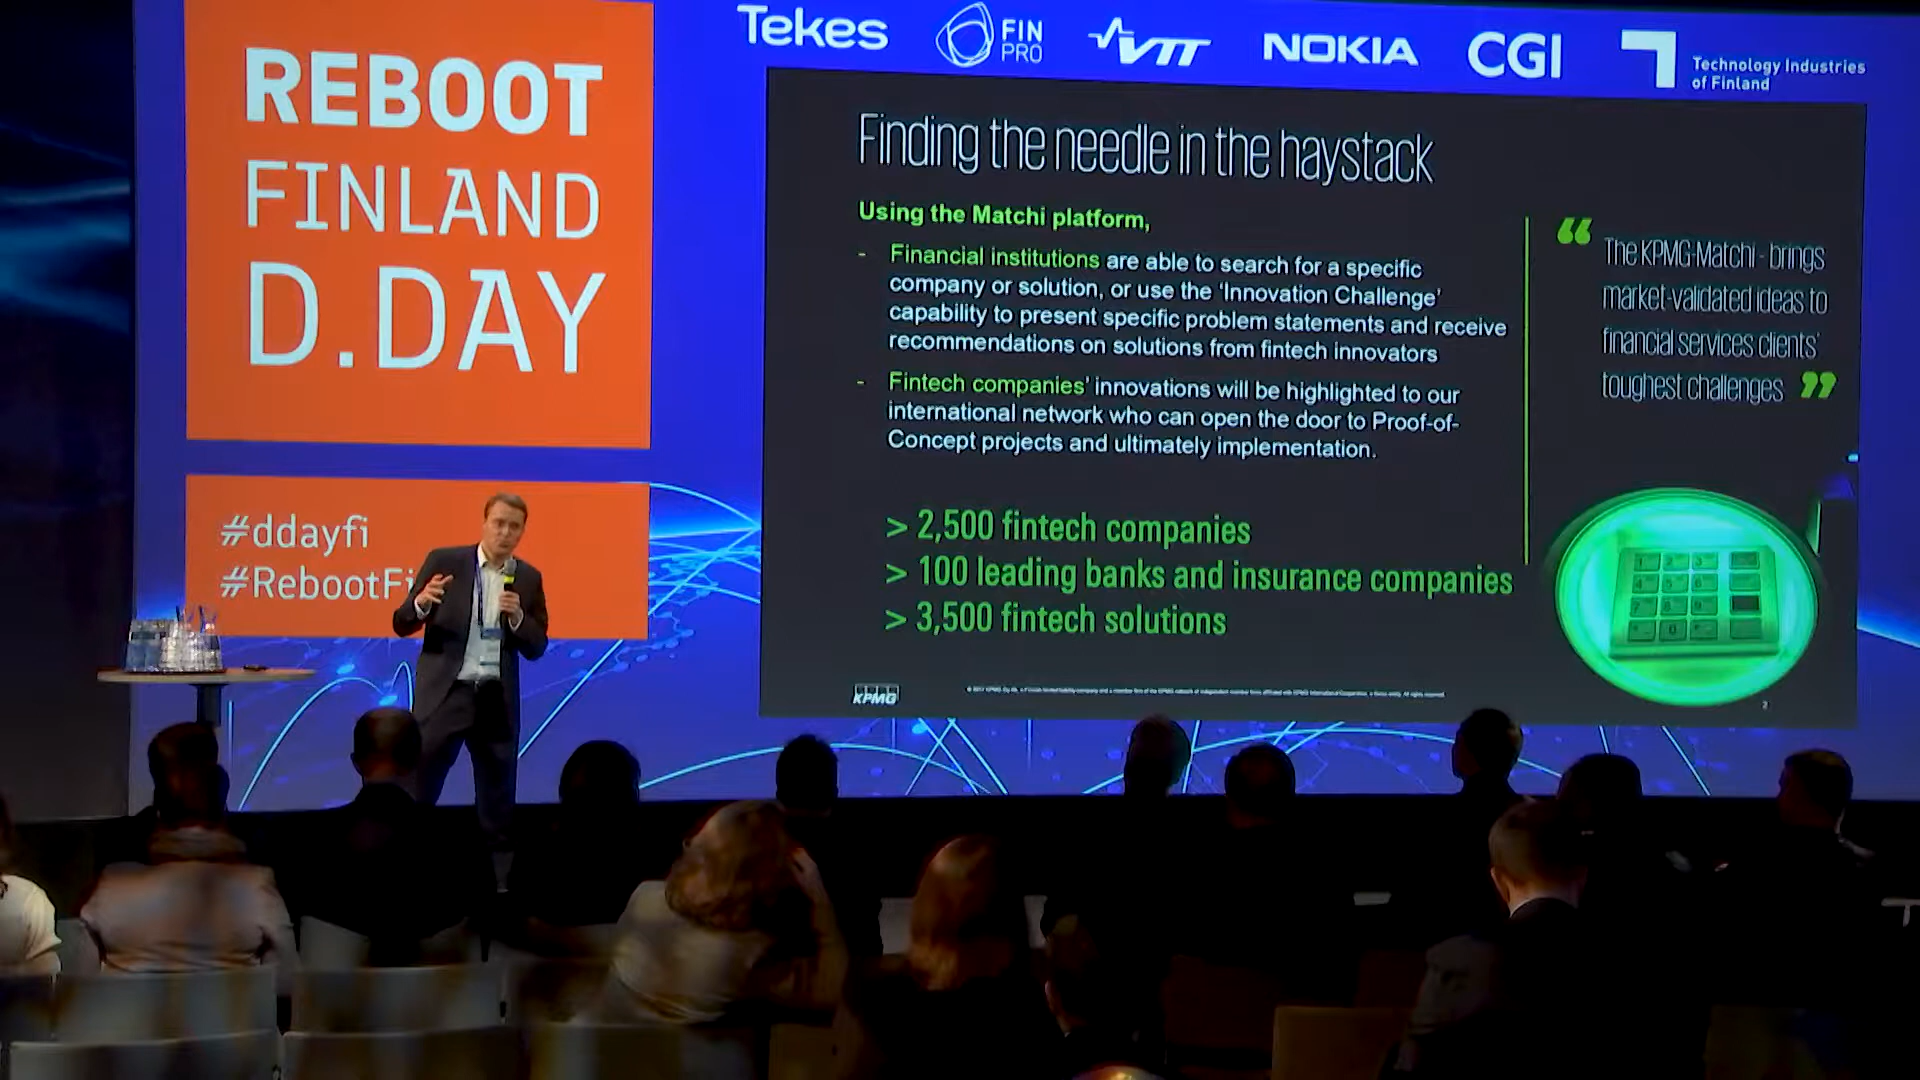 REBOOT
FINLAND
D.DAY
#ddayfi
#RebootFi
Tekes
FIN
PRO
VTT
NOKIA
CGI
Technology Industries
of Finland
Finding the needle in the haystack
Using the Matchi platform,
- Financial institutions are able to search for a specific
company or solution, or use the ‘Innovation Challenge’
capability to present specific problem statements and receive
recommendations on solutions from fintech innovators
- Fintech companies’ innovations will be highlighted to our
international network who can open the door to Proof-of-
Concept projects and ultimately implementation.
> 2,500 fintech companies
> 100 leading banks and insurance companies
> 3,500 fintech solutions
“ The KPMG-Matchi - brings
market-validated ideas to
financial services clients’
toughest challenges ”
KPMG
2